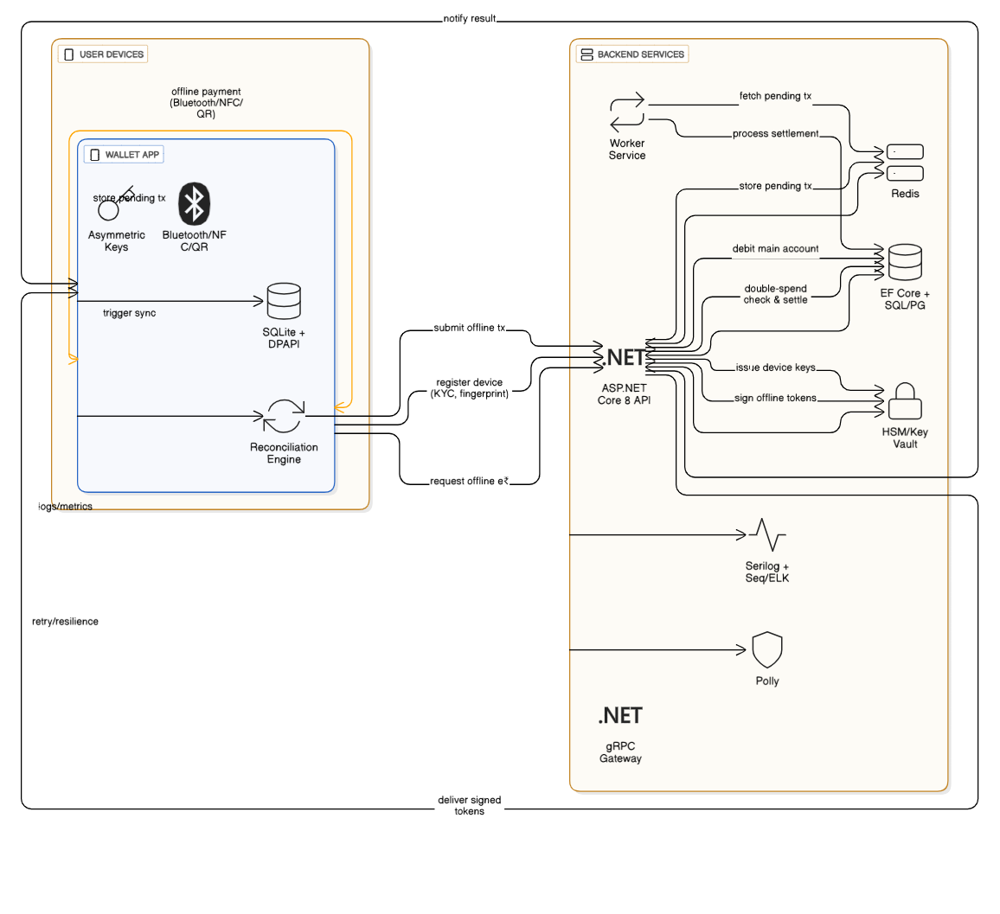 notify result
USER DEVICES
BACKEND SERVICES
offline payment
(Bluetooth/NFC/
QR)
WALLET APP
store pending tx
Asymmetric
Keys
Bluetooth/NF
C/QR
trigger sync
SQLite +
DPAPI
Reconciliation
Engine
logs/metrics
retry/resilience
submit offline tx
register device
(KYC, fingerprint)
request offline e₹
fetch pending tx
process settlement
Worker
Service
store pending tx
Redis
debit main account
double-spend
check & settle
EF Core +
SQL/PG
.NET
ASP.NET
Core 8 API
issue device keys
sign offline tokens
HSM/Key
Vault
Serilog +
Seq/ELK
Polly
.NET
gRPC
Gateway
deliver signed
tokens